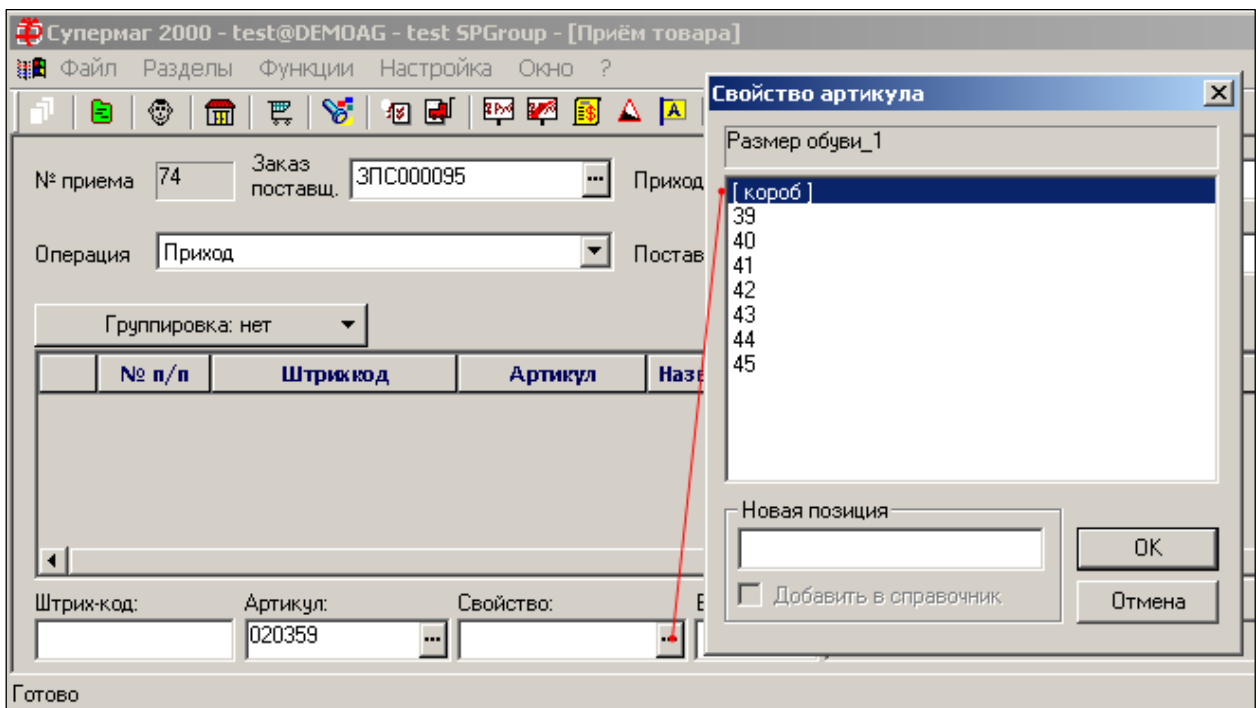 Супермаг 2000 - test@DEMOAG - test SPGroup - [Приём товара]
Файл Разделы Функции Настройка Окно ?
№ приема 74 Заказ поставщ. ЗПС000095 Приход
Операция Приход Постав
Группировка: нет
№ п/п Штрихкод Артикул Назв
Штрих-код: Артикул: Свойство:
020359
Готово
Свойство артикула
Размер обуви_1
[ короб ]
39
40
41
42
43
44
45
Новая позиция
OK
Добавить в справочник
Отмена